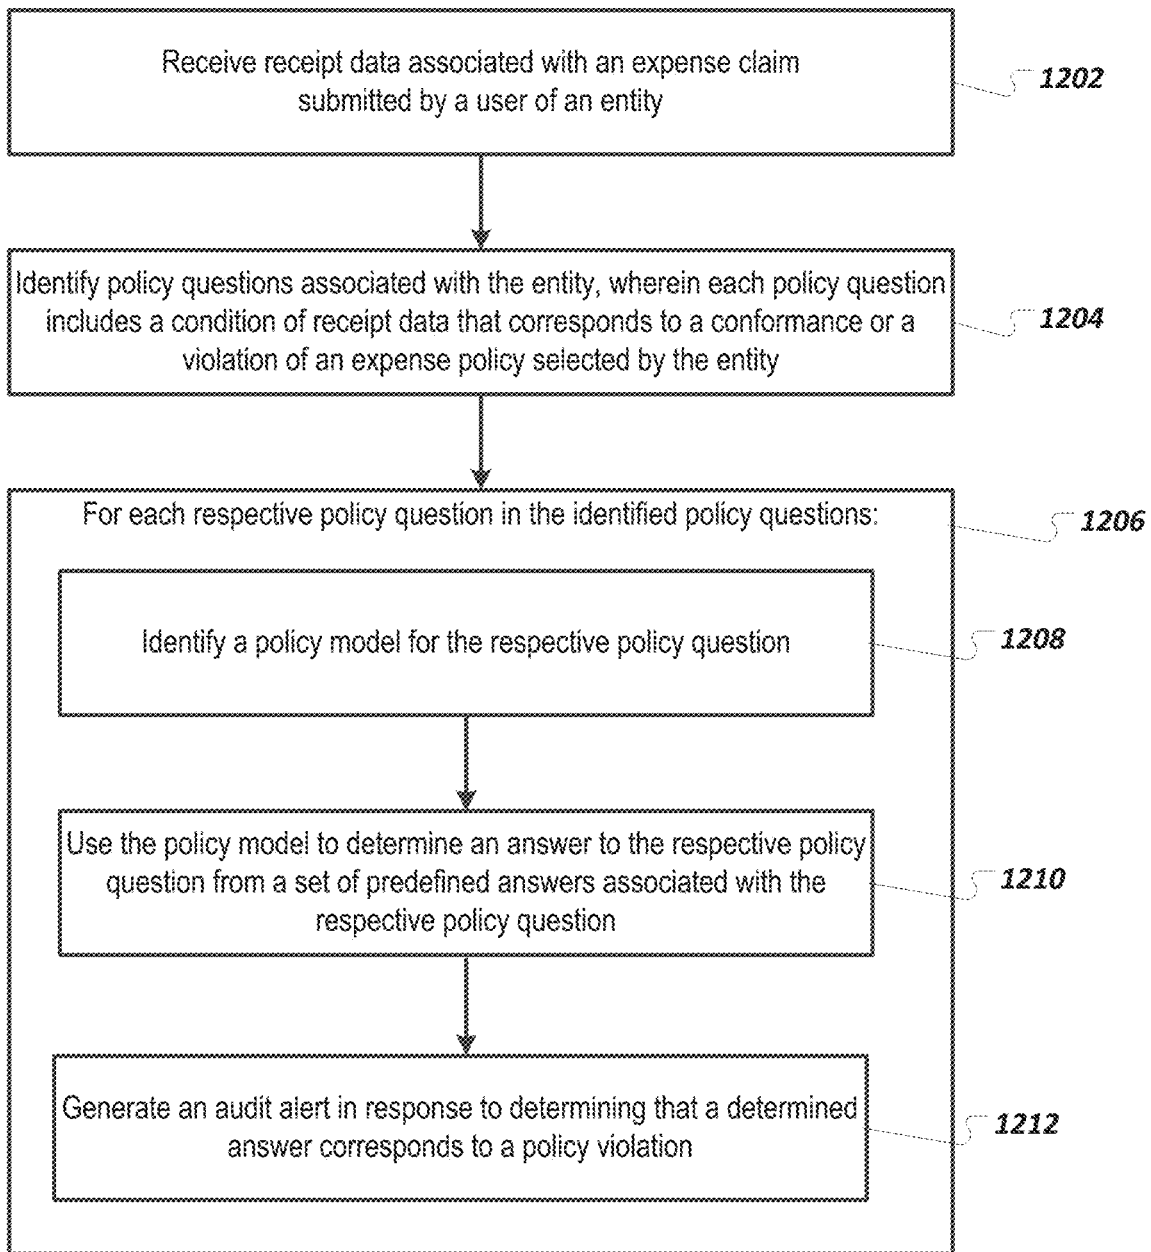 Receive receipt data associated with an expense claim
submitted by a user of an entity
1202
Identify policy questions associated with the entity, wherein each policy question
includes a condition of receipt data that corresponds to a conformance or a
violation of an expense policy selected by the entity
1204
For each respective policy question in the identified policy questions:
1206
Identify a policy model for the respective policy question
1208
Use the policy model to determine an answer to the respective policy
question from a set of predefined answers associated with the
respective policy question
1210
Generate an audit alert in response to determining that a determined
answer corresponds to a policy violation
1212